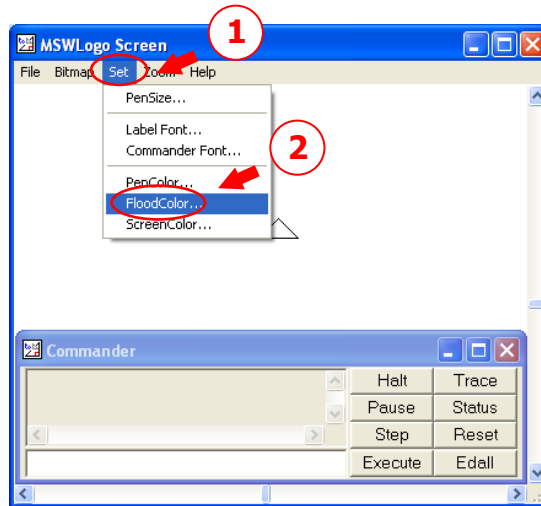 1
MSWLogo Screen
File Bitmap Set Zoom Help
PenSize...
Label Font...
Commander Font...
2
PenColor...
FloodColor...
ScreenColor...
Commander
Halt Trace
Pause Status
Step Reset
Execute Edall